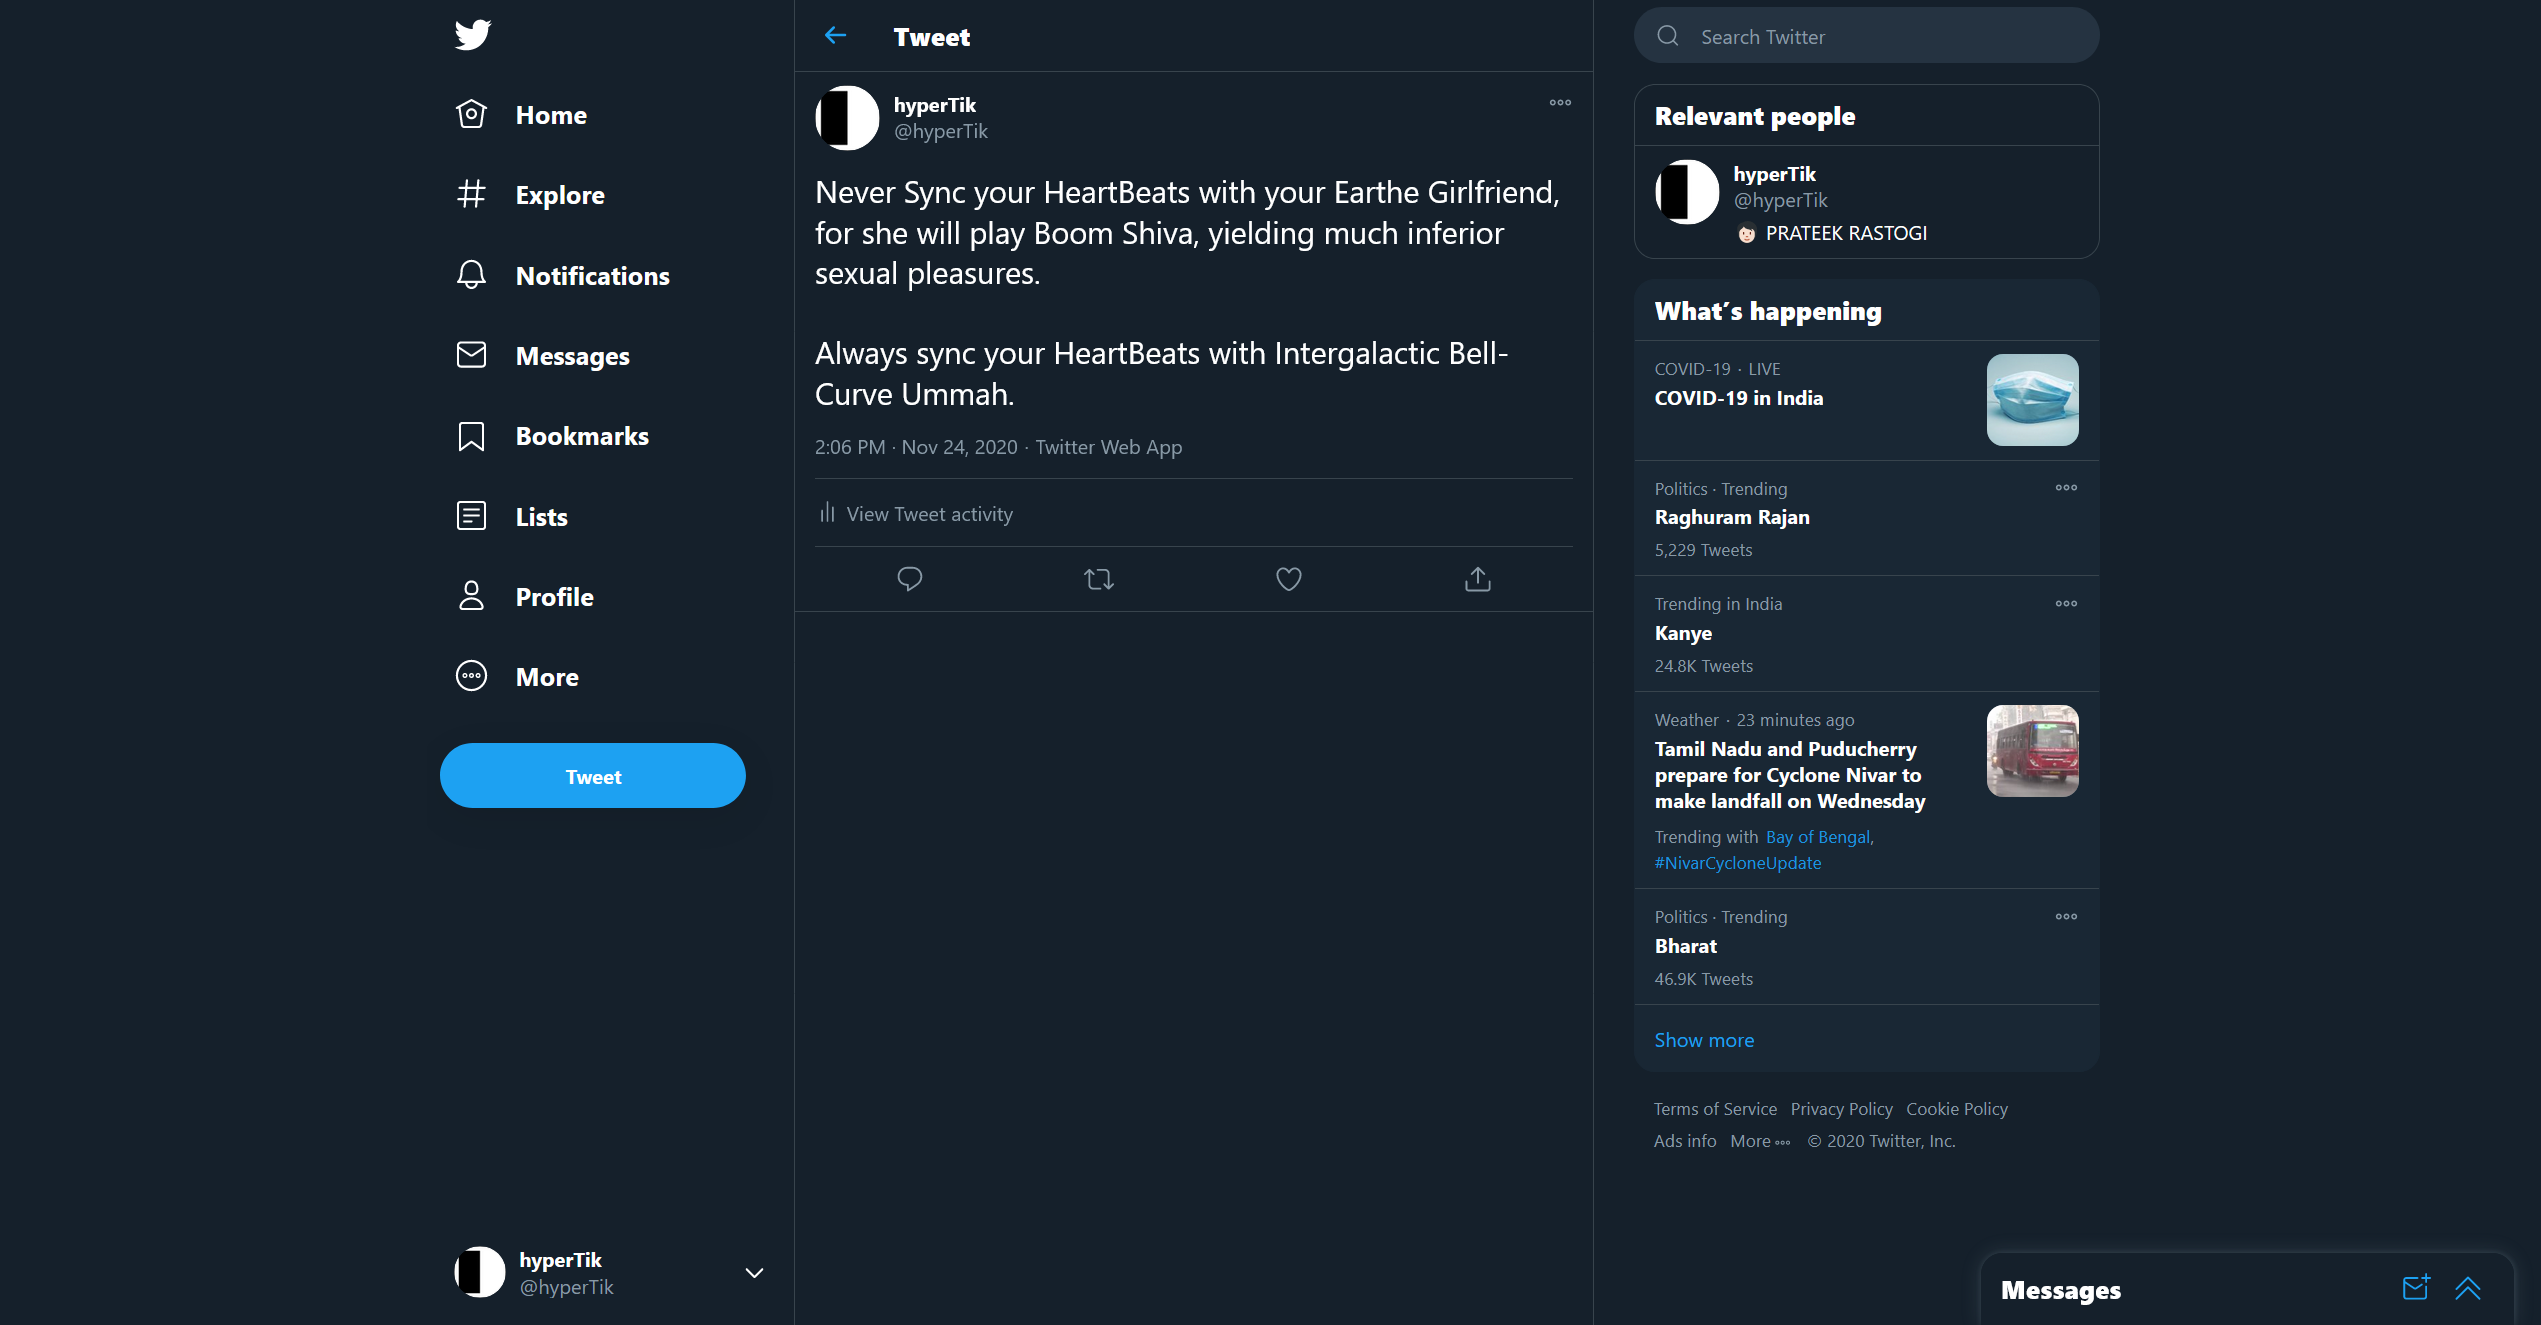 Home
Explore
Notifications
Messages
Bookmarks
Lists
Profile
More
Tweet
hyperTik
@hyperTik
Tweet
hyperTik
@hyperTik
Never Sync your HeartBeats with your Earthe Girlfriend,
for she will play Boom Shiva, yielding much inferior
sexual pleasures.
Always sync your HeartBeats with Intergalactic Bell-
Curve Ummah.
2:06 PM · Nov 24, 2020 · Twitter Web App
View Tweet activity
Search Twitter
Relevant people
hyperTik
@hyperTik
PRATEEK RASTOGI
What's happening
COVID-19 · LIVE
COVID-19 in India
Politics · Trending
Raghuram Rajan
5,229 Tweets
Trending in India
Kanye
24.8K Tweets
Weather · 23 minutes ago
Tamil Nadu and Puducherry
prepare for Cyclone Nivar to
make landfall on Wednesday
Trending with Bay of Bengal,
#NivarCycloneUpdate
Politics · Trending
Bharat
46.9K Tweets
Show more
Terms of Service Privacy Policy Cookie Policy
Ads info More © 2020 Twitter, Inc.
Messages